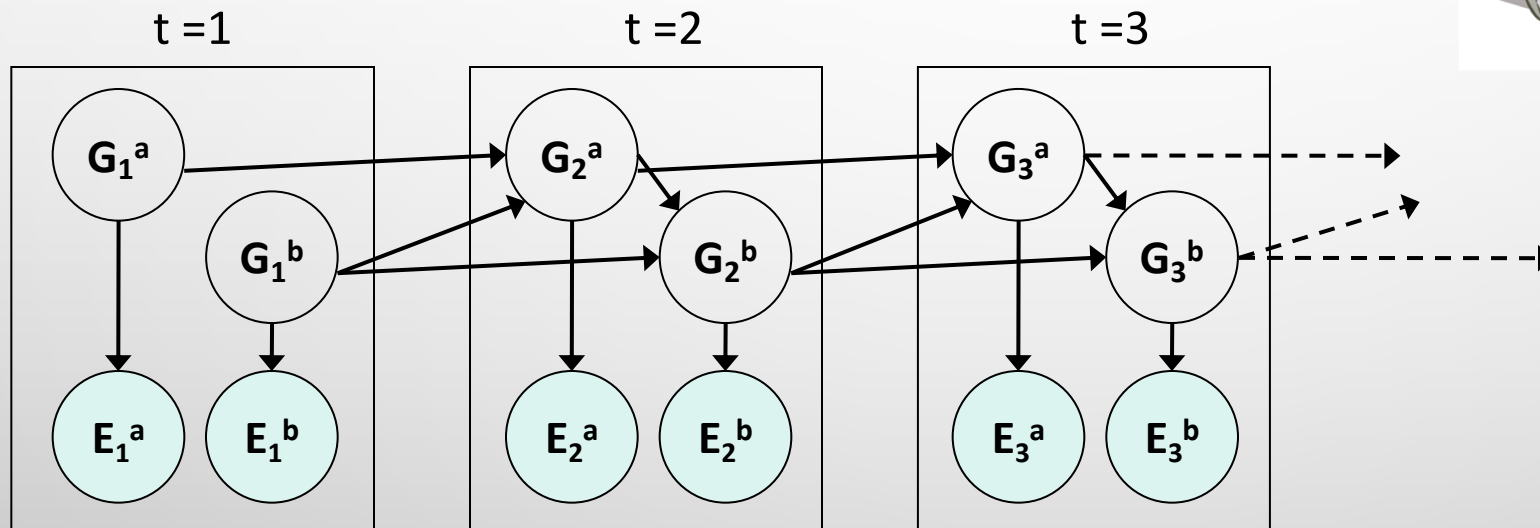 t =1 t =2 t =3
G₁ᵃ G₂ᵃ G₃ᵃ
G₁ᵇ G₂ᵇ G₃ᵇ
E₁ᵃ E₁ᵇ E₂ᵃ E₂ᵇ E₃ᵃ E₃ᵇ